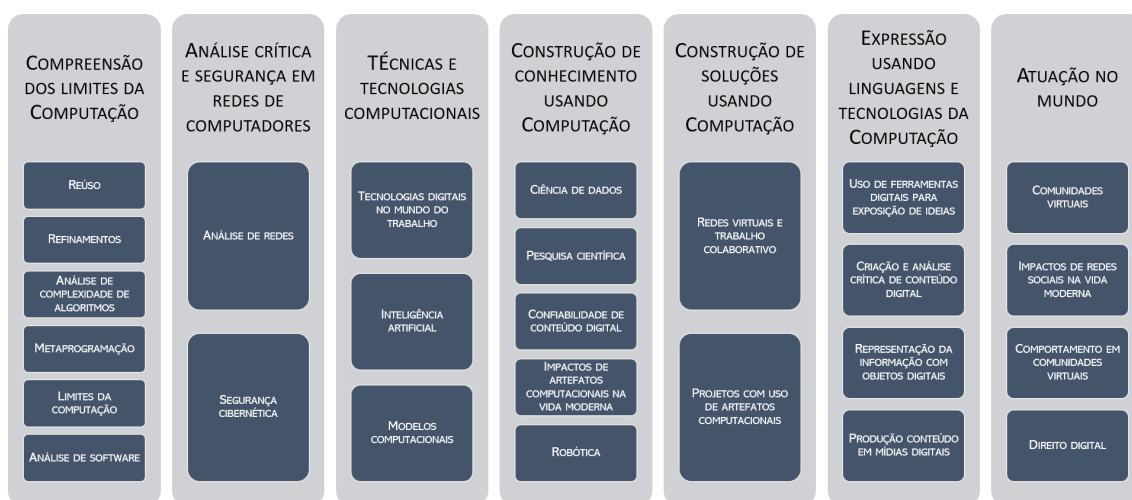 COMPREENSÃO
DOS LIMITES DA
COMPUTAÇÃO
REÚSO
REFINAMENTOS
ANÁLISE DE
COMPLEXIDADE DE
ALGORITMOS
METAPROGRAMAÇÃO
LIMITES DA
COMPUTAÇÃO
ANÁLISE DE SOFTWARE
ANÁLISE CRÍTICA
E SEGURANÇA EM
REDES DE
COMPUTADORES
ANÁLISE DE REDES
SEGURANÇA
CIBERNÉTICA
TÉCNICAS E
TECNOLOGIAS
COMPUTACIONAIS
TECNOLOGIAS DIGITAIS
NO MUNDO DO
TRABALHO
INTELIGÊNCIA
ARTIFICIAL
MODELOS
COMPUTACIONAIS
CONSTRUÇÃO DE
CONHECIMENTO
USANDO
COMPUTAÇÃO
CIÊNCIA DE DADOS
PESQUISA CIENTÍFICA
CONFIABILIDADE DE
CONTEÚDO DIGITAL
IMPACTOS DE
ARTEFATOS
COMPUTACIONAIS NA
VIDA MODERNA
ROBÓTICA
CONSTRUÇÃO DE
SOLUÇÕES
USANDO
COMPUTAÇÃO
REDES VIRTUAIS E
TRABALHO
COLABORATIVO
PROJETOS COM USO
DE ARTEFATOS
COMPUTACIONAIS
EXPRESSÃO
USANDO
LINGUAGENS E
TECNOLOGIAS DA
COMPUTAÇÃO
USO DE FERRAMENTAS
DIGITAIS PARA
EXPOSIÇÃO DE IDEIAS
CRIAÇÃO E ANÁLISE
CRÍTICA DE CONTEÚDO
DIGITAL
REPRESENTAÇÃO DA
INFORMAÇÃO COM
OBJETOS DIGITAIS
PRODUÇÃO CONTEÚDO
EM MÍDIAS DIGITAIS
ATUAÇÃO NO
MUNDO
COMUNIDADES
VIRTUAIS
IMPACTOS DE REDES
SOCIAIS NA VIDA
MODERNA
COMPORTAMENTO EM
COMUNIDADES
VIRTUAIS
DIREITO DIGITAL